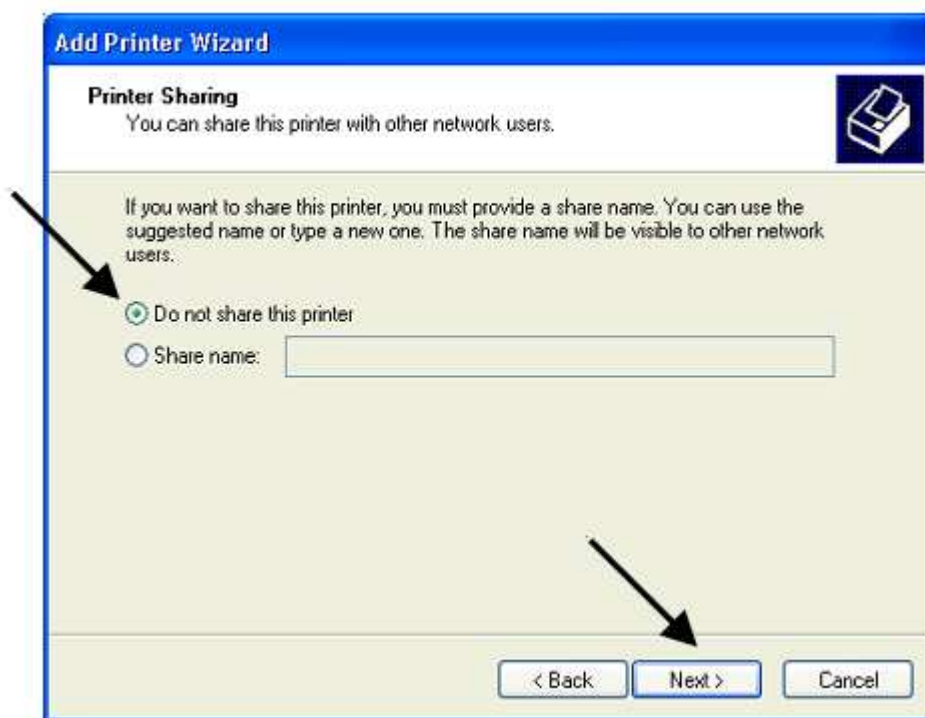 Add Printer Wizard
Printer Sharing
You can share this printer with other network users.
If you want to share this printer, you must provide a share name. You can use the
suggested name or type a new one. The share name will be visible to other network
users.
Do not share this printer
Share name:
< Back Next > Cancel